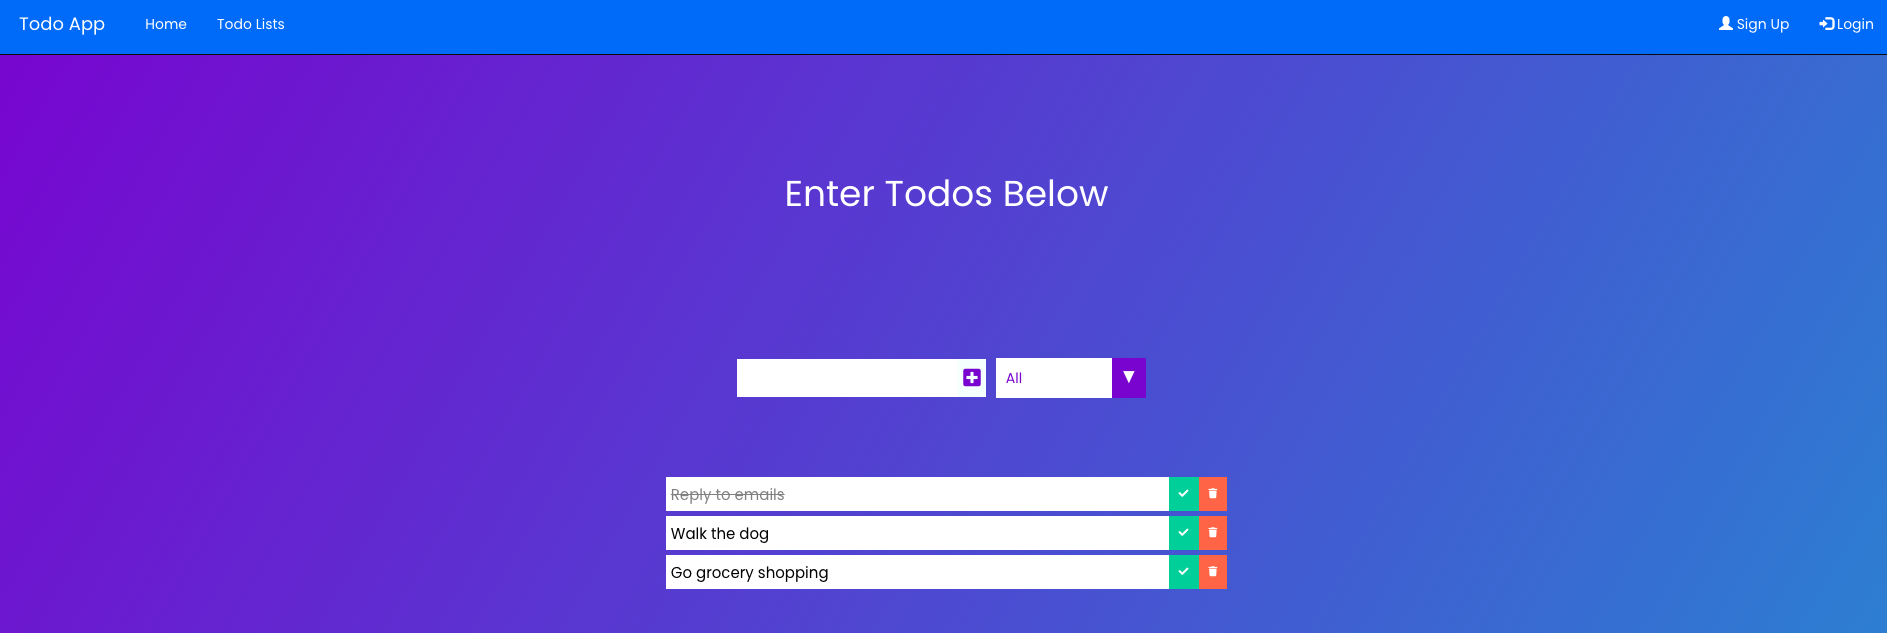 Todo App Home Todo Lists Sign Up Login
Enter Todos Below
All
Reply to emails
Walk the dog
Go grocery shopping